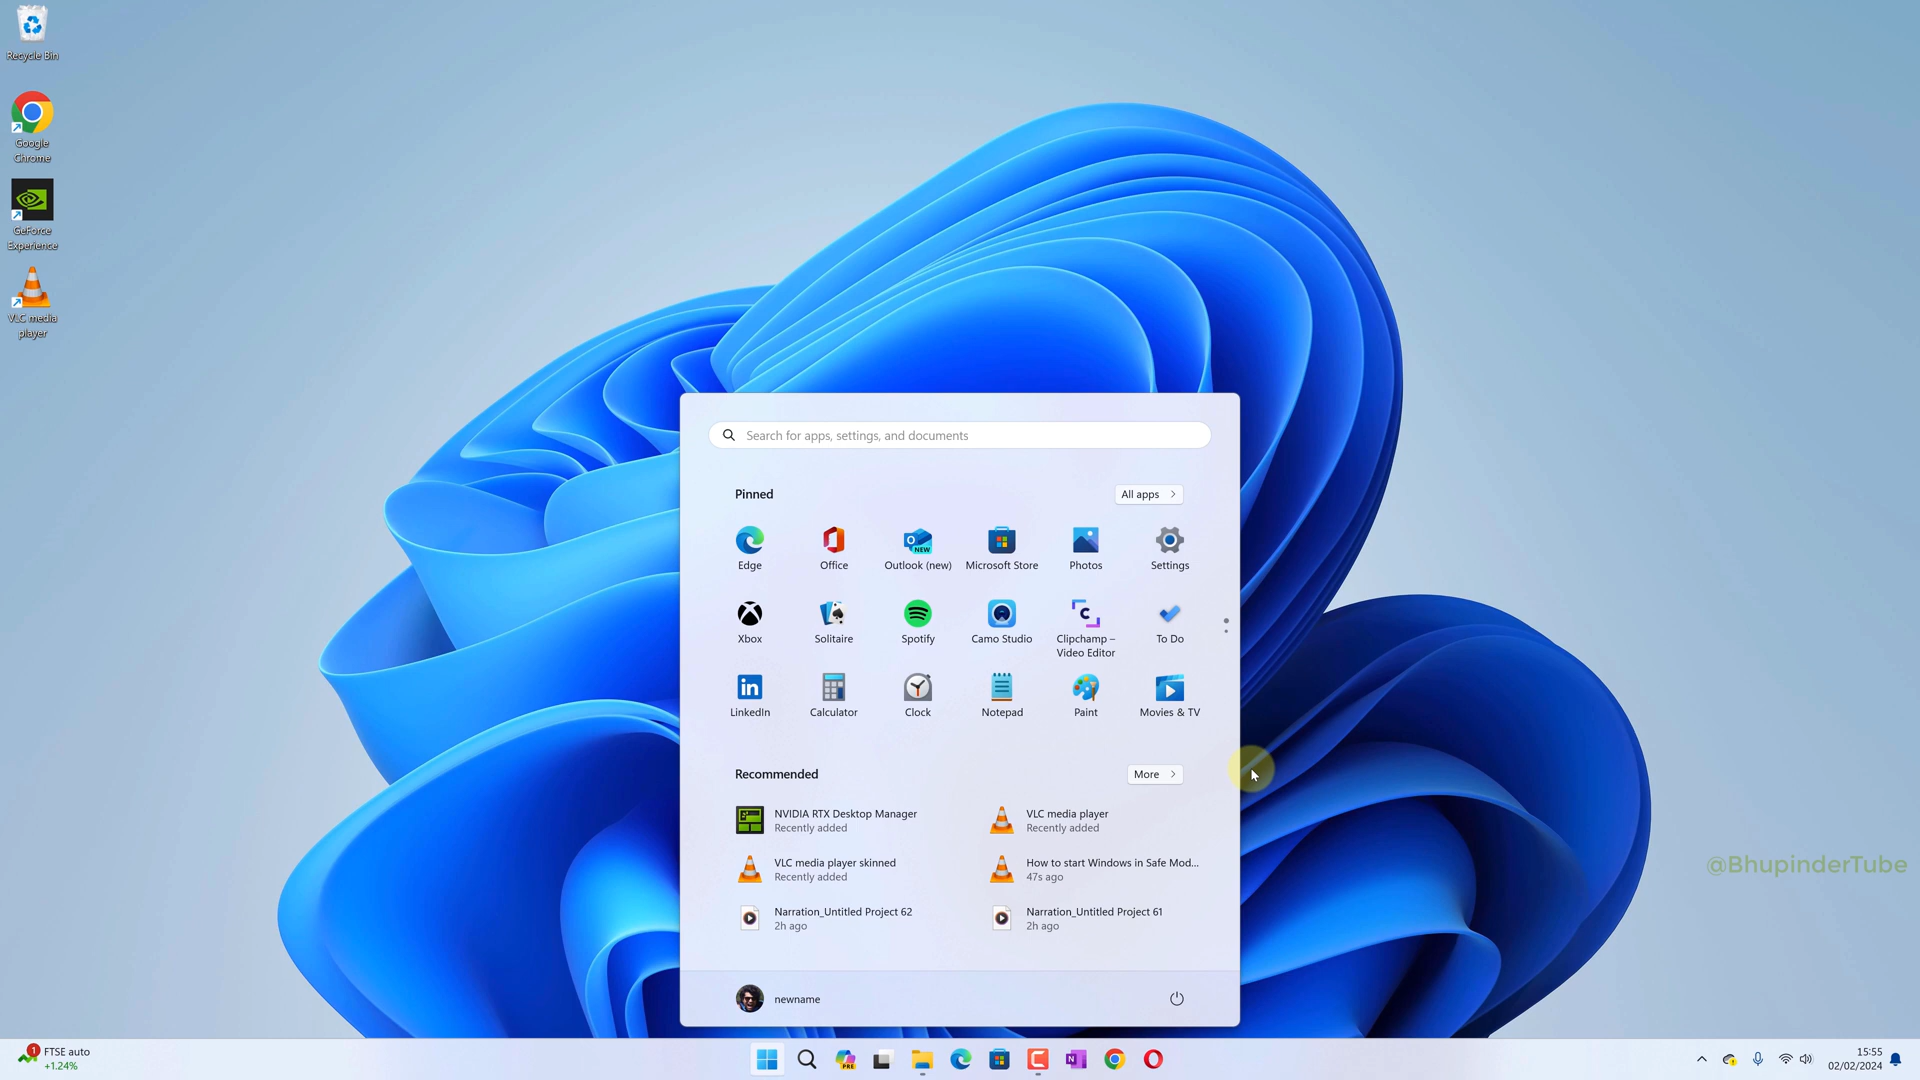 Recycle Bin
Google
Chrome
GeForce
Experience
VLC media
player
Search for apps, settings, and documents
Pinned
All apps
Edge
Office
Outlook (new)
Microsoft Store
Photos
Settings
Xbox
Solitaire
Spotify
Camo Studio
Clipchamp –
Video Editor
To Do
LinkedIn
Calculator
Clock
Notepad
Paint
Movies & TV
Recommended
More
NVIDIA RTX Desktop Manager
Recently added
VLC media player
Recently added
VLC media player skinned
Recently added
How to start Windows in Safe Mod...
47s ago
Narration_Untitled Project 62
2h ago
Narration_Untitled Project 61
2h ago
newname
@BhupinderTube
1
FTSE auto
+1.24%
PRE
15:55
02/02/2024